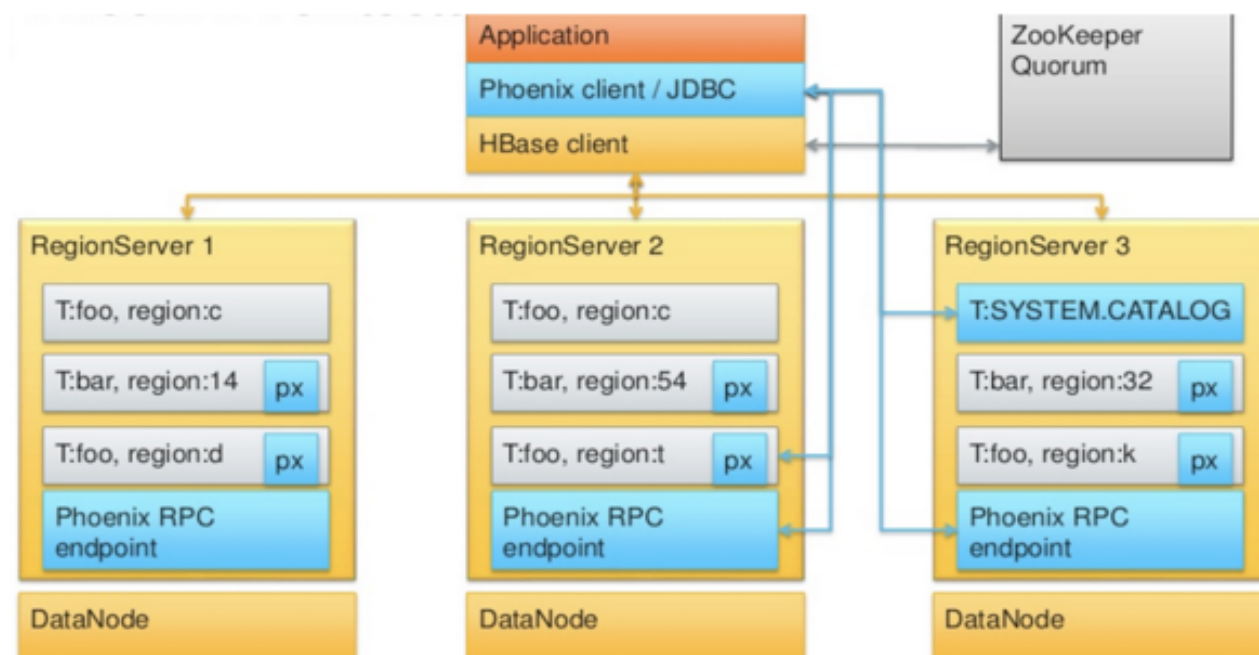 Application
Phoenix client / JDBC
HBase client
ZooKeeper
Quorum
RegionServer 1
T:foo, region:c
T:bar, region:14
px
T:foo, region:d
px
Phoenix RPC
endpoint
DataNode
RegionServer 2
T:foo, region:c
T:bar, region:54
px
T:foo, region:t
px
Phoenix RPC
endpoint
DataNode
RegionServer 3
T:SYSTEM.CATALOG
T:bar, region:32
px
T:foo, region:k
px
Phoenix RPC
endpoint
DataNode